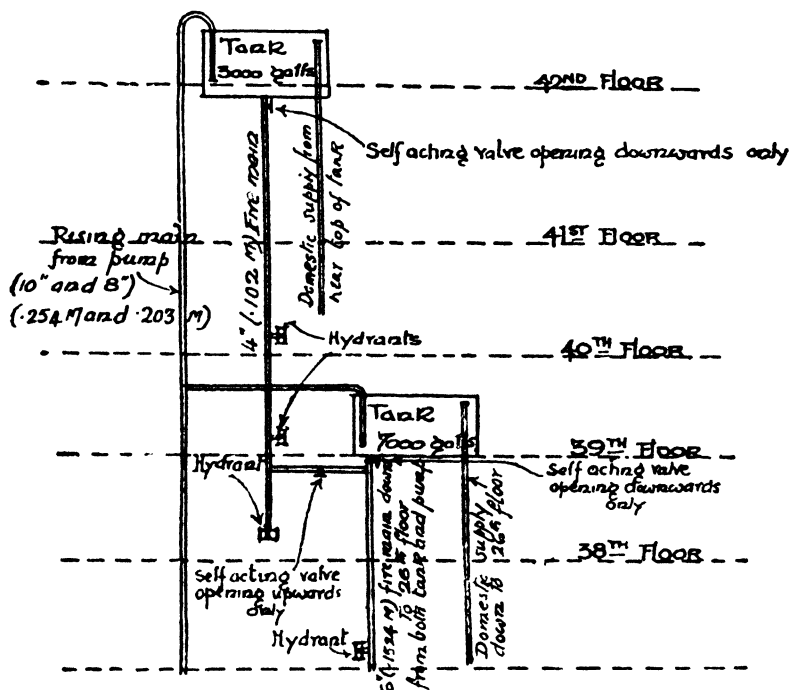 Tank
3000 galls
42ND FLOOR
Self acting valve opening downwards only
4" (.102 M) Fire main
Domestic supply from
near top of tank
41ST FLOOR
Rising main
from pump
(10" and 8")
(.254 M and .203 M)
Hydrants
40TH FLOOR
Tank
7000 galls
39TH FLOOR
Hydrant
Self acting valve
opening downwards
only
6" (.1524 M) fire main down
to 26th floor
from both tank and pump
Domestic supply
down to 26th floor
38TH FLOOR
Self acting valve
opening upwards
only
Hydrant